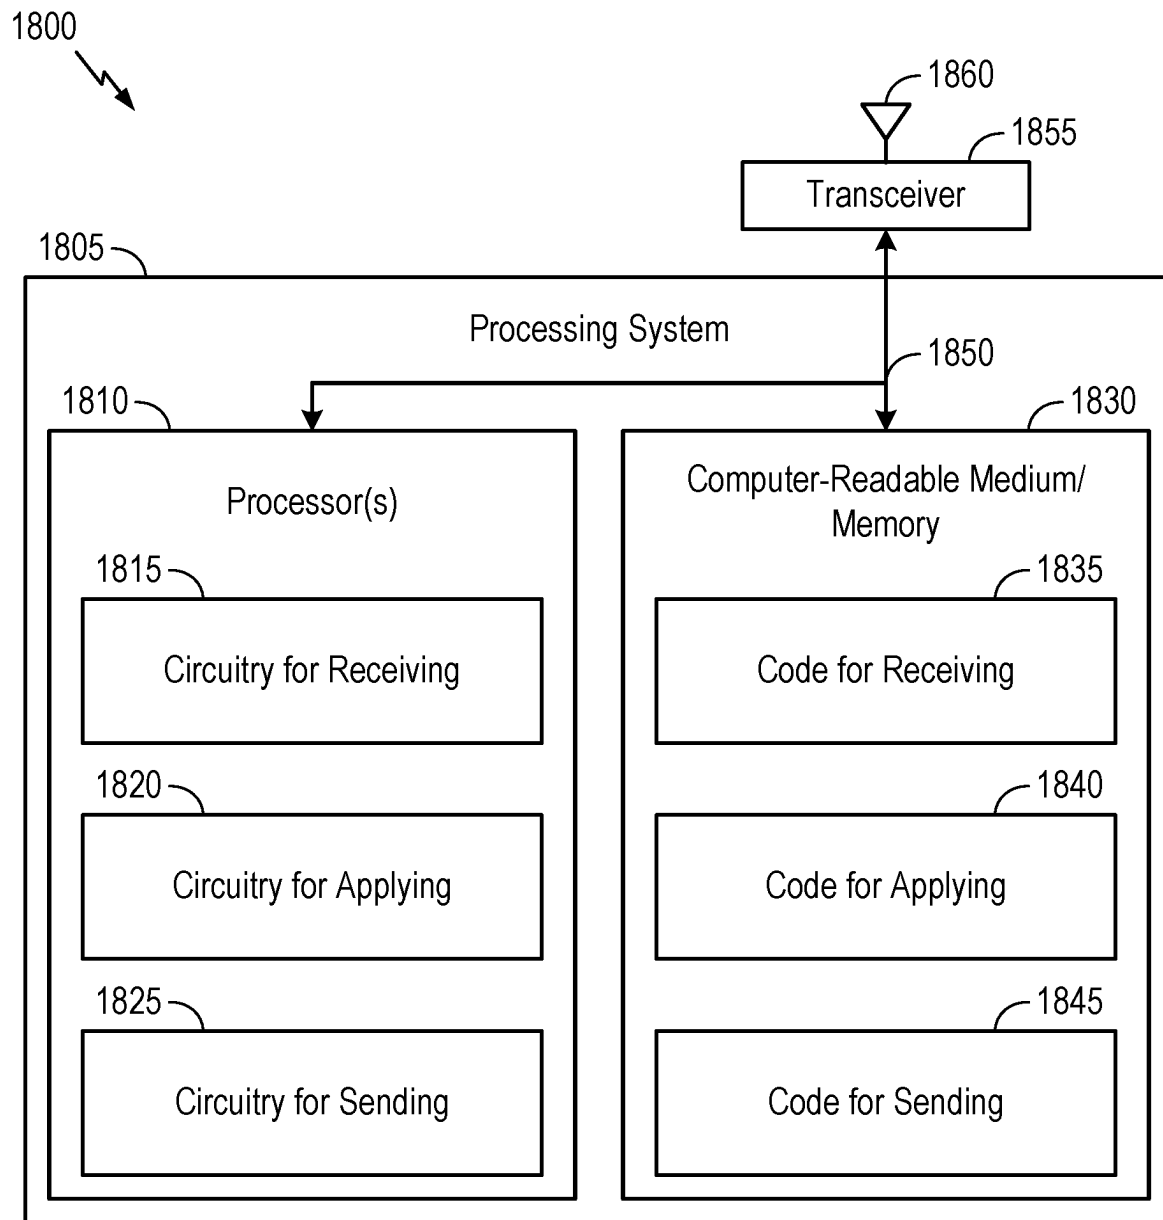 1800
1860
1855
Transceiver
1805
Processing System
1850
1810
1830
Processor(s)
Computer-Readable Medium/
Memory
1815
1835
Circuitry for Receiving
Code for Receiving
1820
1840
Circuitry for Applying
Code for Applying
1825
1845
Circuitry for Sending
Code for Sending